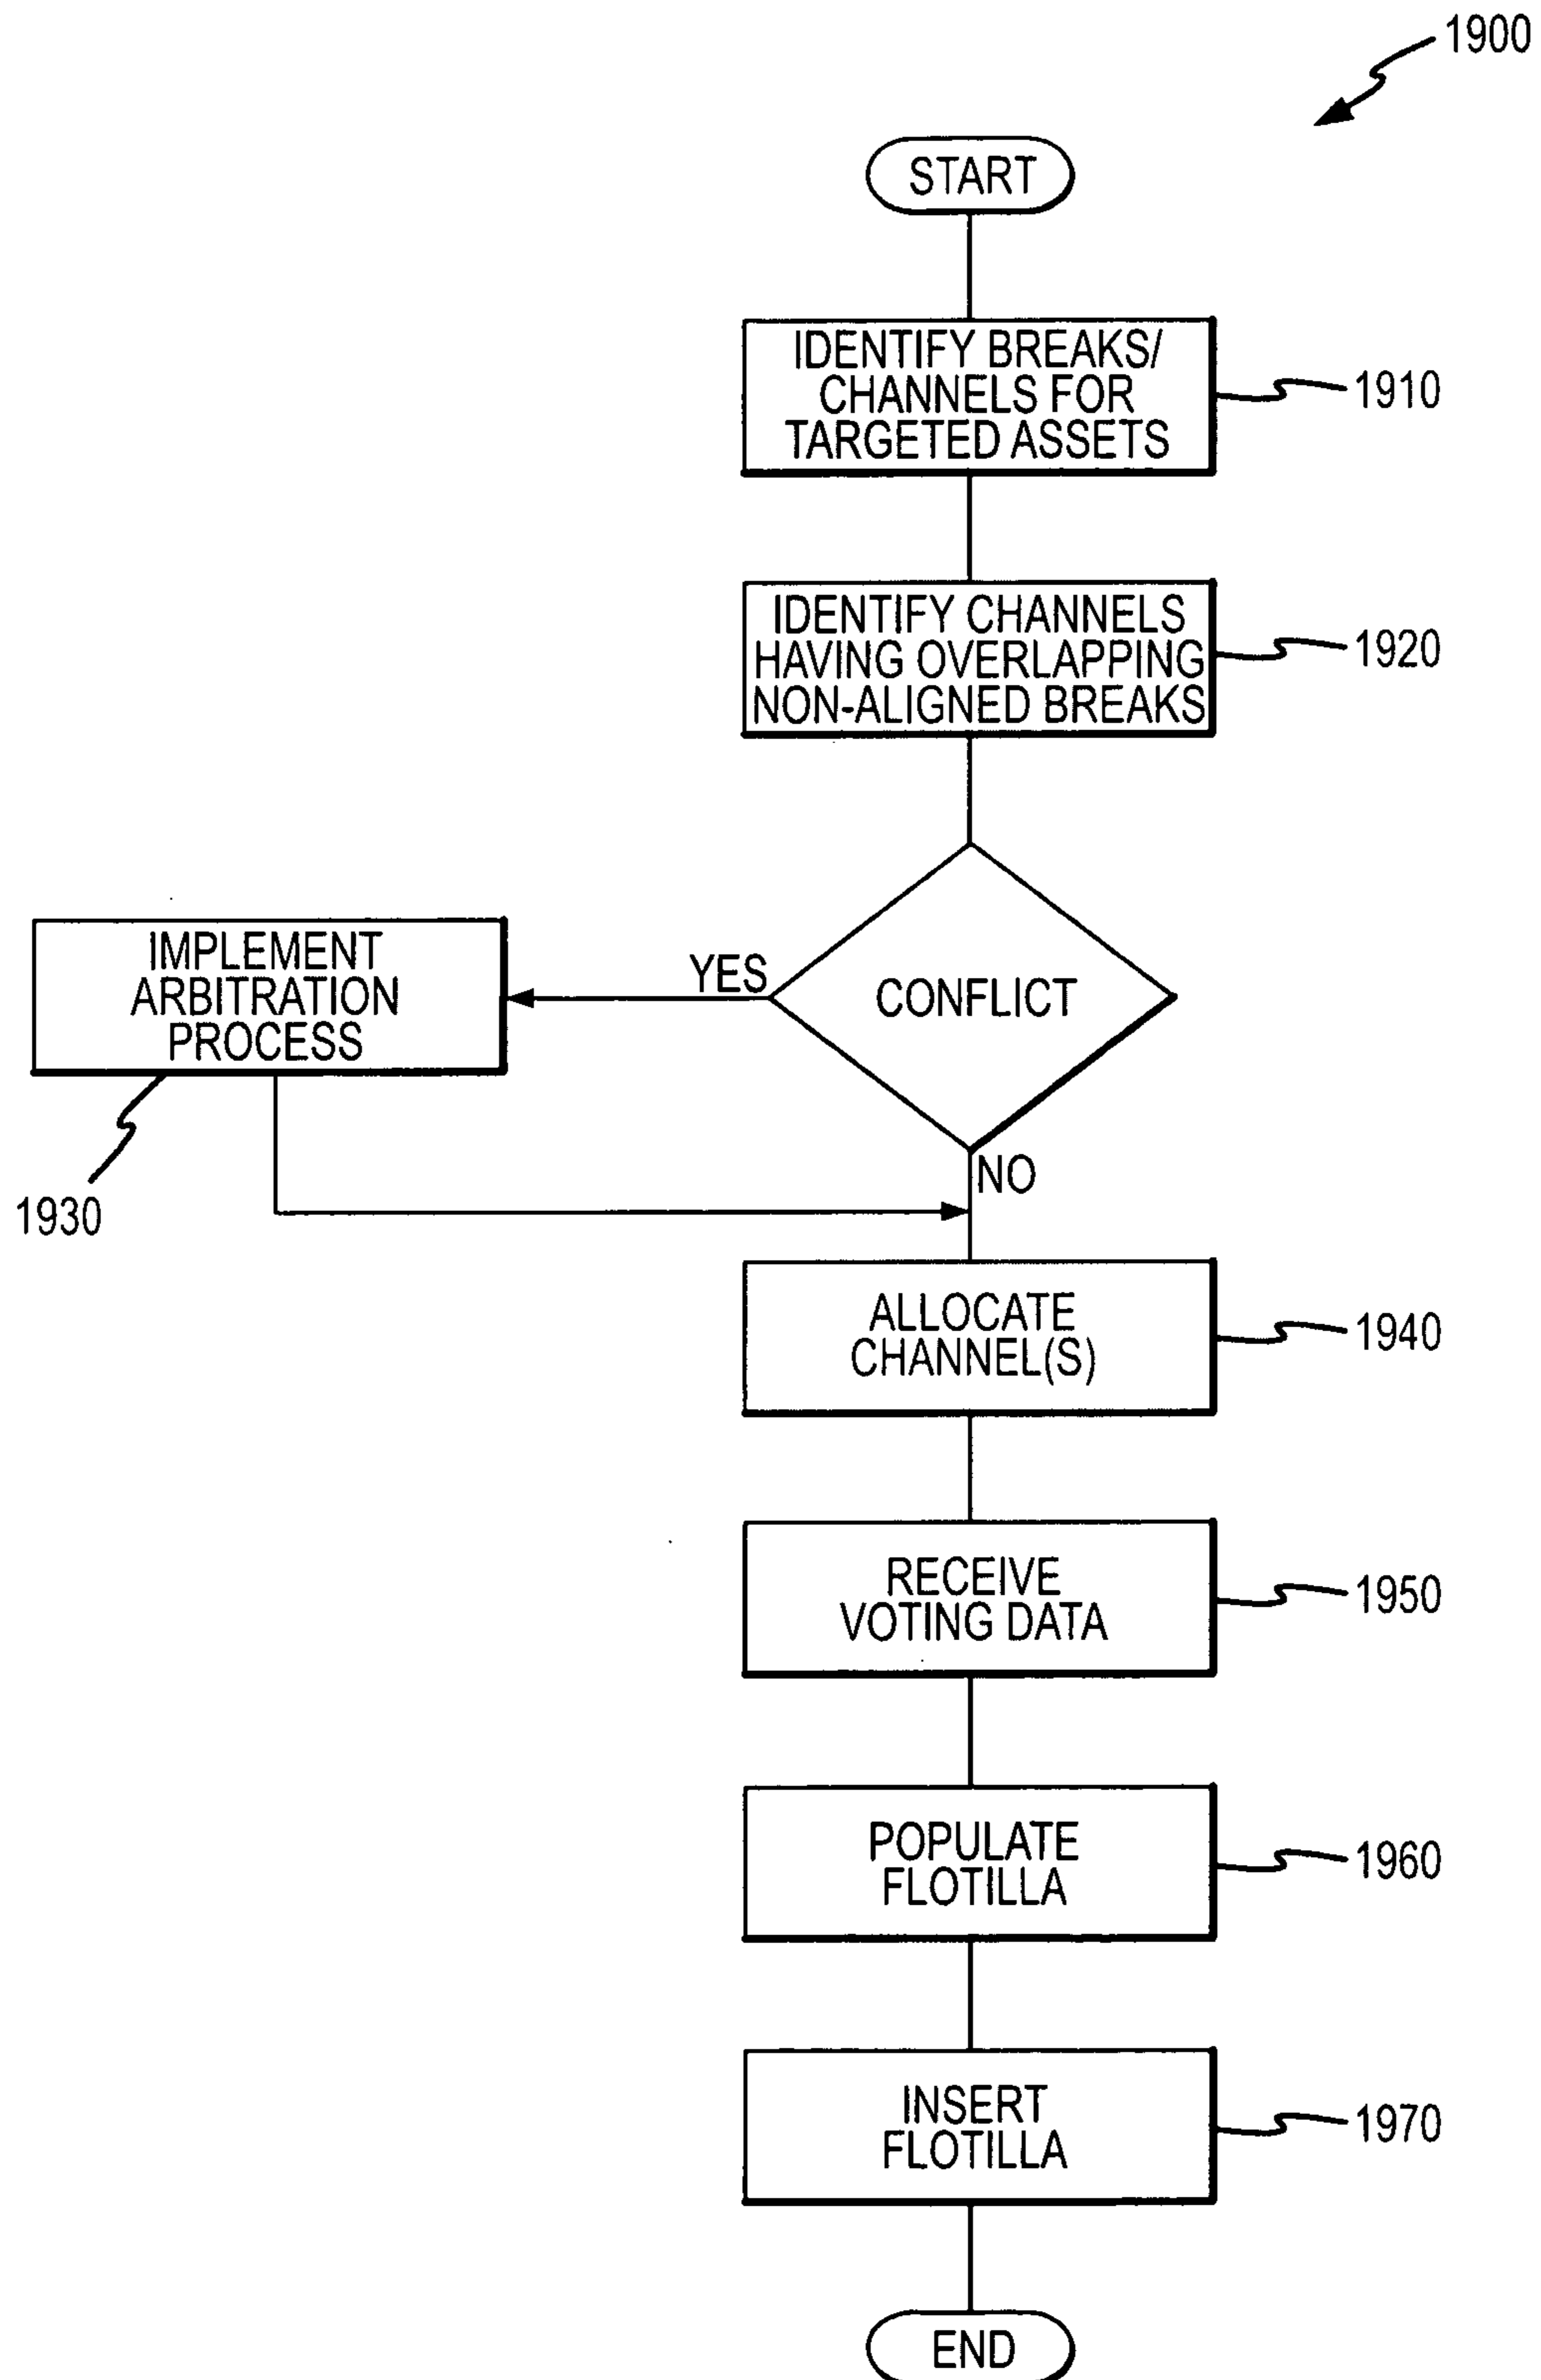 1900
START
IDENTIFY BREAKS/
CHANNELS FOR
TARGETED ASSETS
1910
IDENTIFY CHANNELS
HAVING OVERLAPPING
NON-ALIGNED BREAKS
1920
CONFLICT
YES
IMPLEMENT
ARBITRATION
PROCESS
1930
NO
ALLOCATE
CHANNEL(S)
1940
RECEIVE
VOTING DATA
1950
POPULATE
FLOTILLA
1960
INSERT
FLOTILLA
1970
END